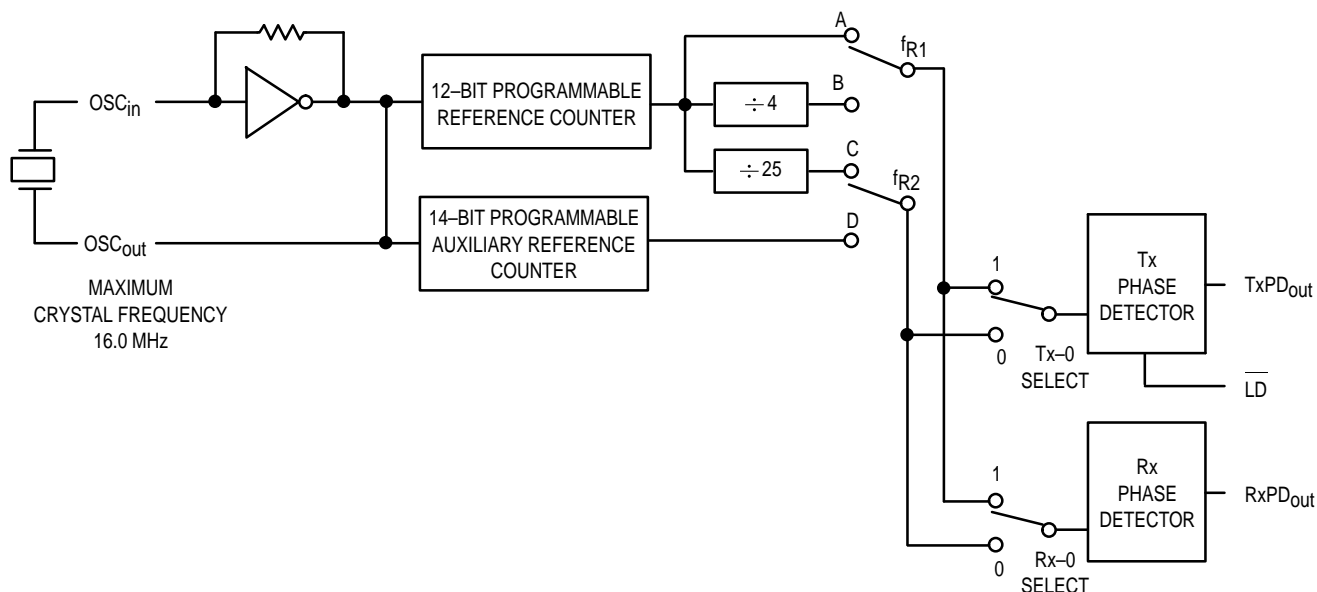 OSCin
OSCout
MAXIMUM
CRYSTAL FREQUENCY
16.0 MHz
12–BIT PROGRAMMABLE
REFERENCE COUNTER
14–BIT PROGRAMMABLE
AUXILIARY REFERENCE
COUNTER
÷ 4
÷ 25
A
B
C
D
fR1
fR2
1
0
Tx–0
SELECT
Tx
PHASE
DETECTOR
TxPDout
LD
1
0
Rx–0
SELECT
Rx
PHASE
DETECTOR
RxPDout